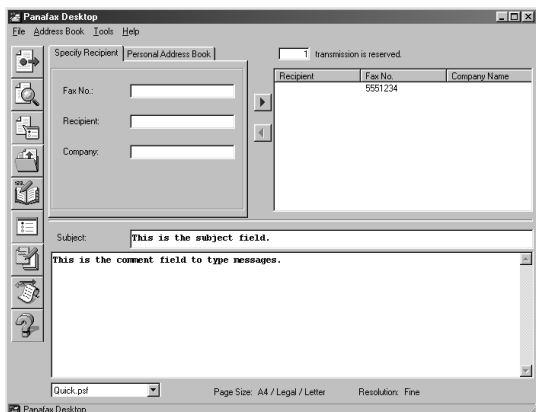 Panafax Desktop
File Address Book Tools Help
Specify Recipient Personal Address Book
1 transmission is reserved.
Fax No.:
Recipient:
Company:
Recipient Fax No. Company Name
5551234
Subject: This is the subject field.
This is the comment field to type messages.
Quick.psf Page Size: A4 / Legal / Letter Resolution: Fine
Panafax Desktop